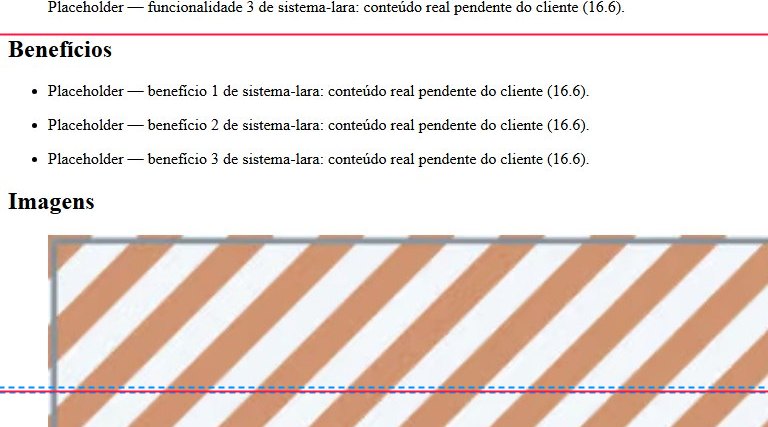 Placeholder — funcionalidade 3 de sistema-lara: conteúdo real pendente do cliente (16.6).
Benefícios
• Placeholder — benefício 1 de sistema-lara: conteúdo real pendente do cliente (16.6).
• Placeholder — benefício 2 de sistema-lara: conteúdo real pendente do cliente (16.6).
• Placeholder — benefício 3 de sistema-lara: conteúdo real pendente do cliente (16.6).
Imagens